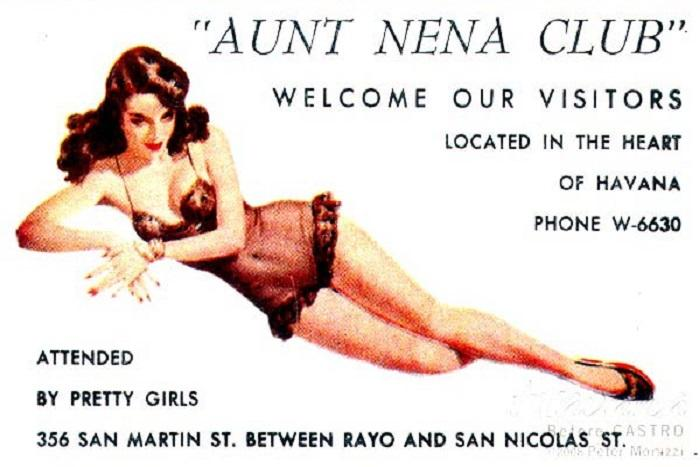 "AUNT NENA CLUB"
WELCOME OUR VISITORS
LOCATED IN THE HEART
OF HAVANA
PHONE W-6630
ATTENDED
BY PRETTY GIRLS
356 SAN MARTIN ST. BETWEEN RAYO AND SAN NICOLAS ST.
Before CASTRO
©2008 Peter Moruzzi